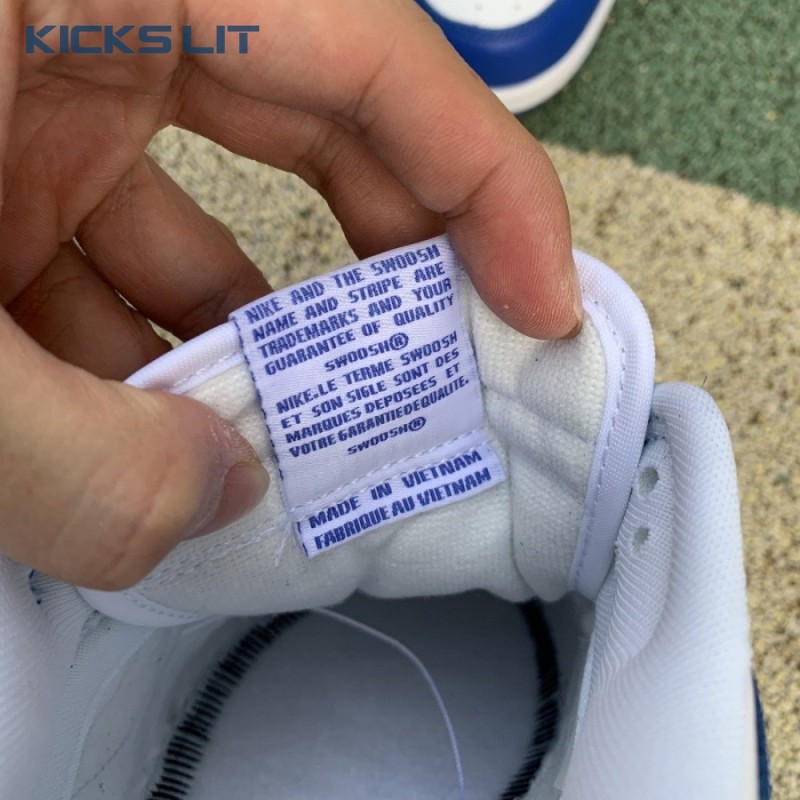 KICKS LIT
NIKE AND THE SWOOSH
NAME AND STRIPE ARE
TRADEMARKS AND YOUR
GUARANTEE OF QUALITY
SWOOSH®
NIKE.LE TERME SWOOSH
ET SON SIGLE SONT DES
MARQUES DEPOSEES ET
VOTRE GARANTIEDEQUALITE.
SWOOSH®
MADE IN VIETNAM
FABRIQUE AU VIETNAM